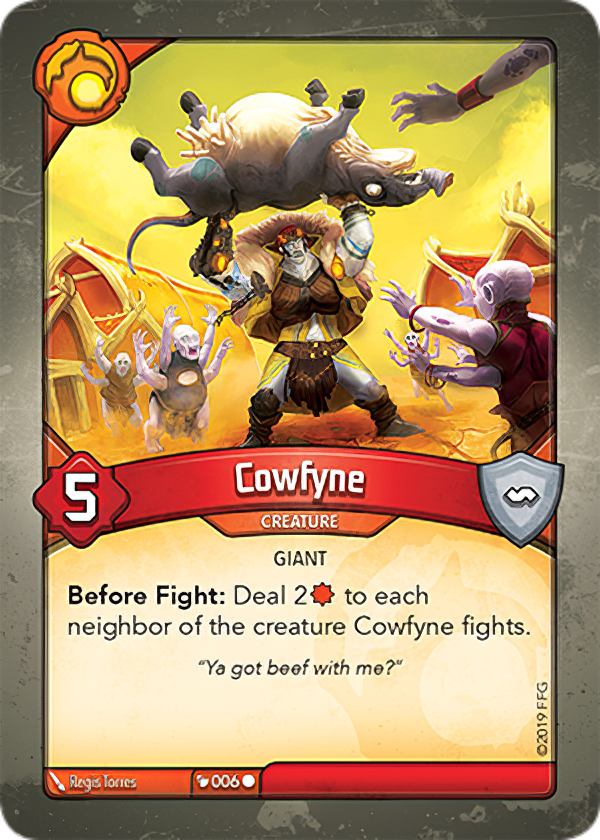 5
Cowfyne
CREATURE
GIANT
Before Fight: Deal 2 to each
neighbor of the creature Cowfyne fights.
“Ya got beef with me?”
©2019 FFG
Regis Torres
006